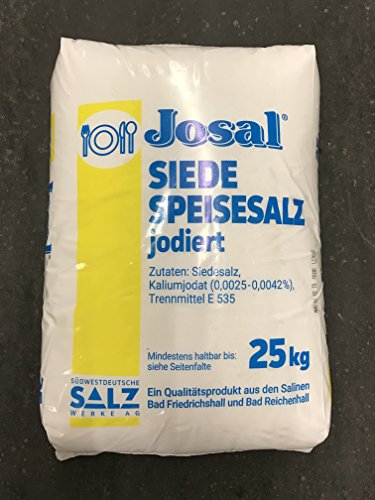 Josal®
SIEDE
SPEISESALZ
jodiert
Zutaten: Siedesalz,
Kaliumjodat (0,0025-0,0042%),
Trennmittel E 535
Mindestens haltbar bis:
siehe Seitenfalte
25 kg
SÜDWESTDEUTSCHE
SALZ
WERKE AG
Ein Qualitätsprodukt aus den Salinen
Bad Friedrichshall und Bad Reichenhall